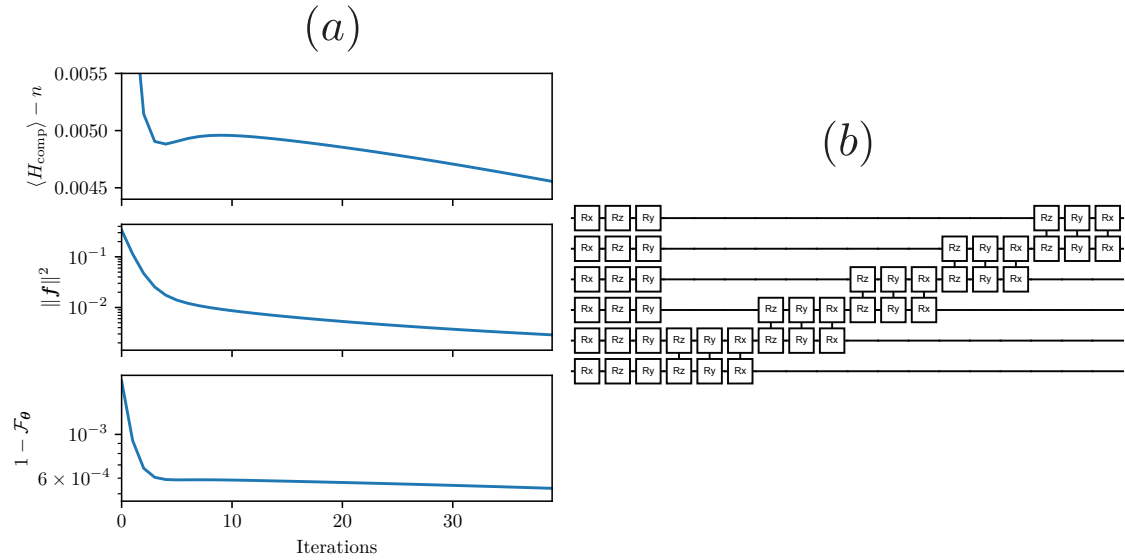 (a)
0.0055
0.0050
0.0045
⟨H_comp⟩ − n
10⁻¹
10⁻²
||f||²
10⁻³
6 × 10⁻⁴
1 − F_θ
0 10 20 30
Iterations
(b)
Rx Rz Ry Rz Ry Rx
Rx Rz Ry Rz Ry Rx Rz Ry Rx
Rx Rz Ry Rz Ry Rx Rz Ry Rx
Rx Rz Ry Rz Ry Rx Rz Ry Rx
Rx Rz Ry Rz Ry Rx Rz Ry Rx
Rx Rz Ry Rz Ry Rx